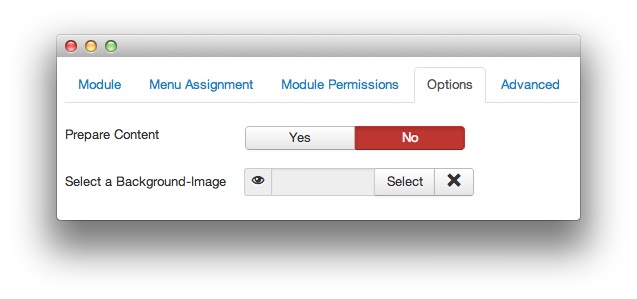 Module Menu Assignment Module Permissions Options Advanced
Prepare Content Yes No
Select a Background-Image Select